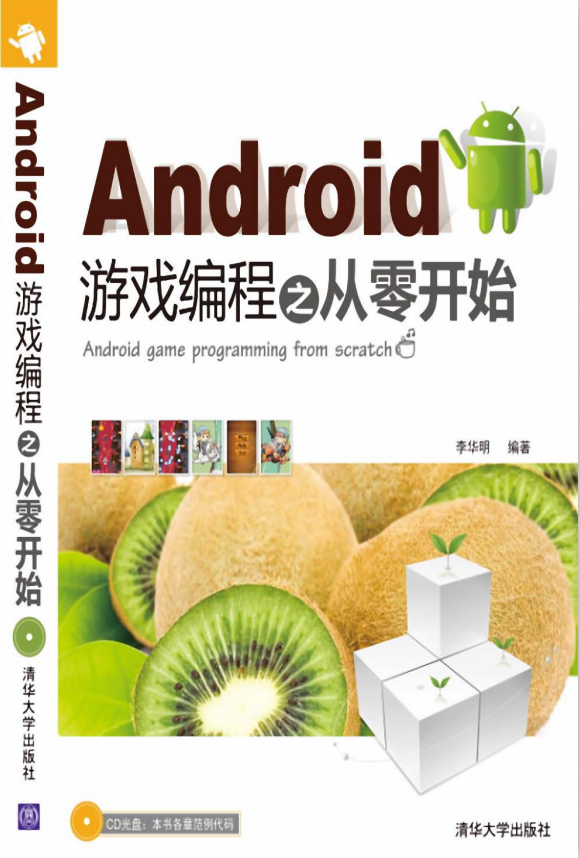 Android
游戏编程之从零开始
清华大学出版社
Android
游戏编程之从零开始
Android game programming from scratch
李华明 编著
CD光盘：本书各章范例代码
清华大学出版社